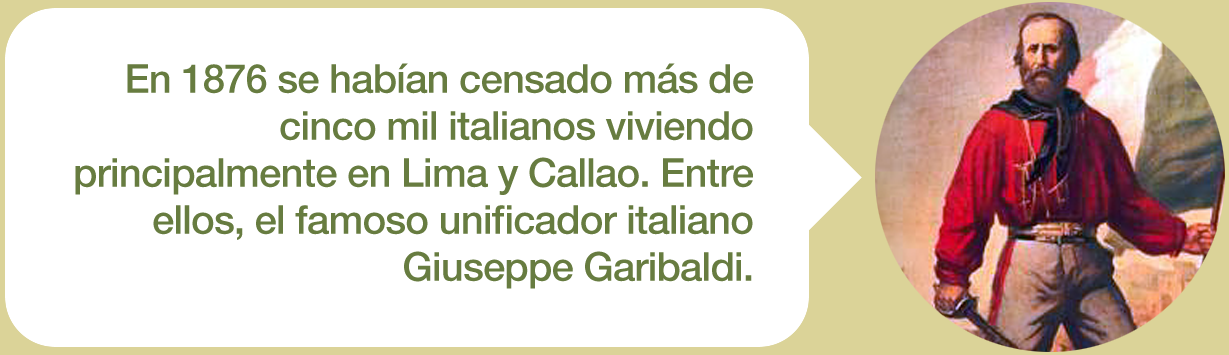 En 1876 se habían censado más de
cinco mil italianos viviendo
principalmente en Lima y Callao. Entre
ellos, el famoso unificador italiano
Giuseppe Garibaldi.